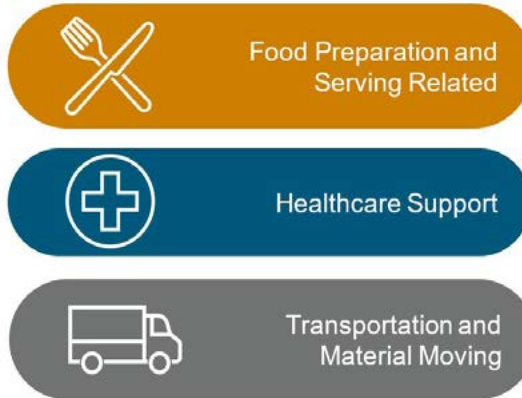 Food Preparation and
Serving Related
Healthcare Support
Transportation and
Material Moving